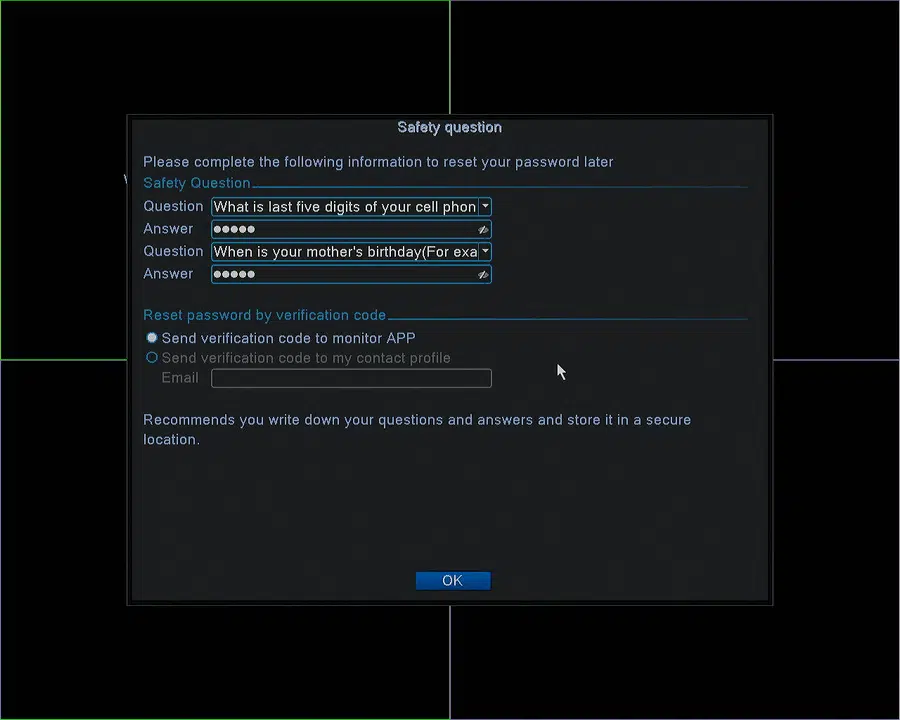 Safety question
Please complete the following information to reset your password later
Safety Question
Question What is last five digits of your cell phon
Answer ●●●●●
Question When is your mother's birthday(For exa
Answer ●●●●●
Reset password by verification code
Send verification code to monitor APP
Send verification code to my contact profile
Email
Recommends you write down your questions and answers and store it in a secure
location.
OK